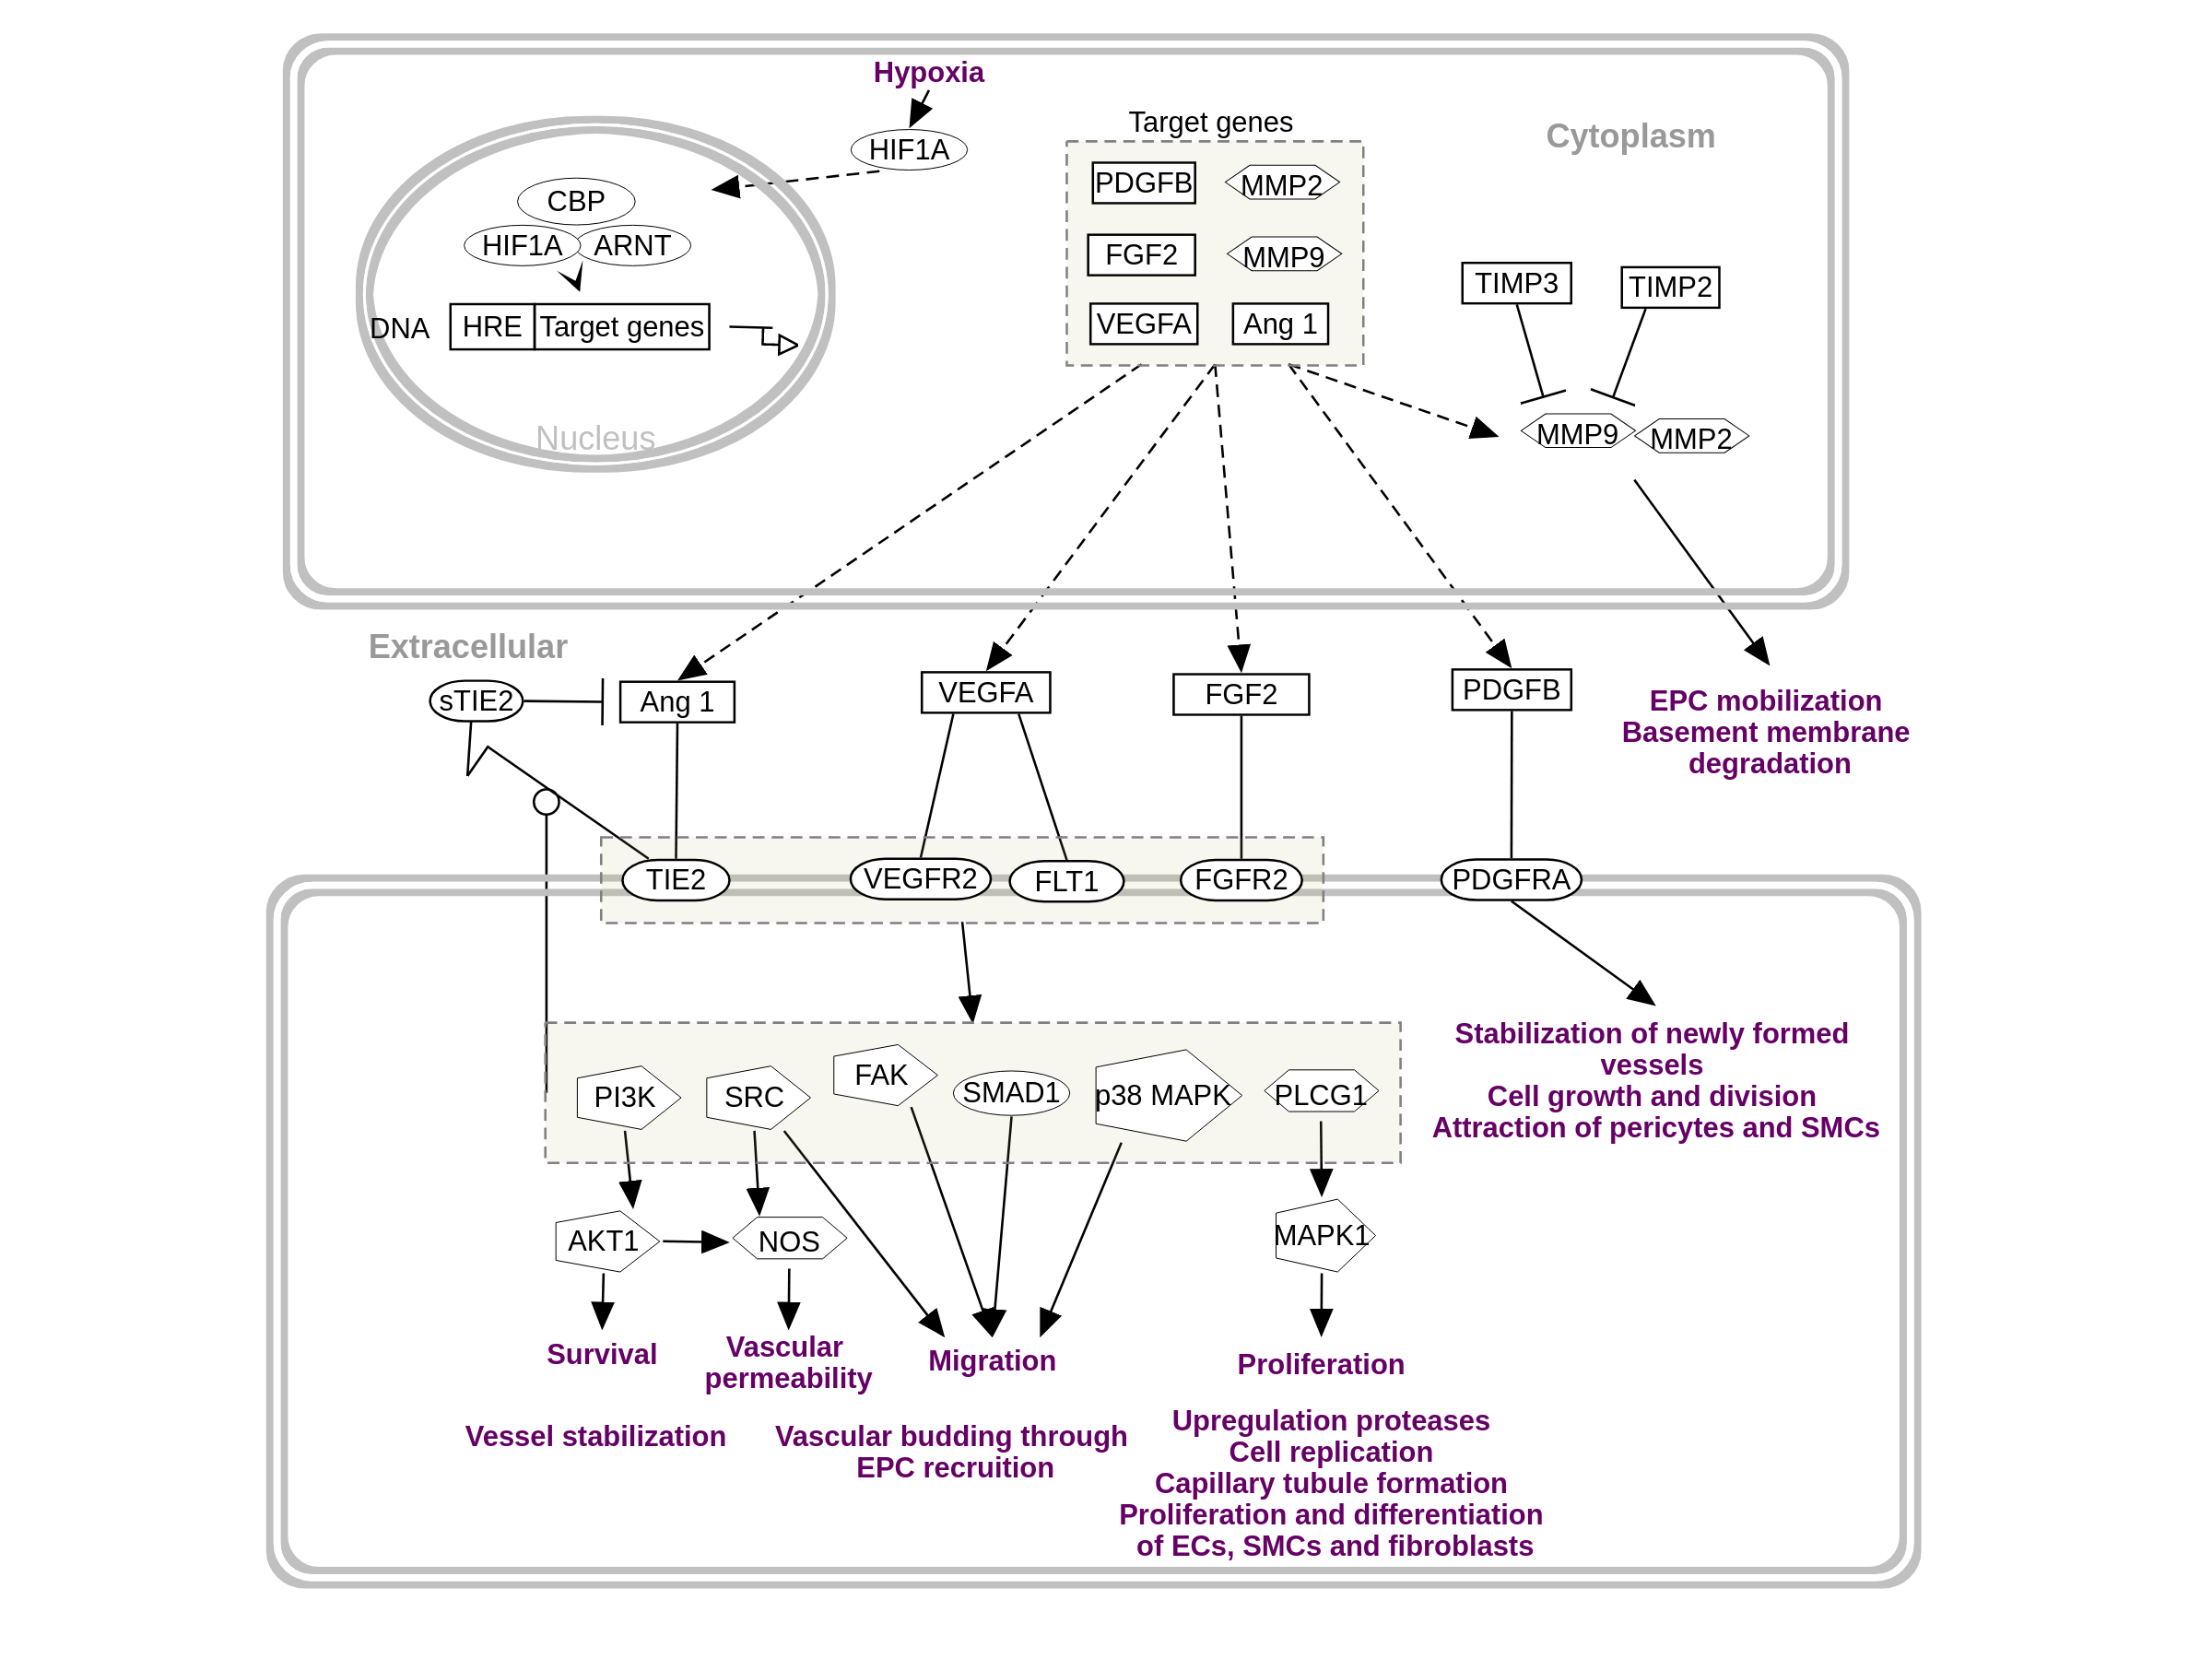 Hypoxia
HIF1A
Target genes
Cytoplasm
PDGFB
MMP2
FGF2
MMP9
VEGFA
Ang 1
CBP
HIF1A
ARNT
DNA
HRE
Target genes
Nucleus
TIMP3
TIMP2
MMP9
MMP2
Extracellular
sTIE2
Ang 1
VEGFA
FGF2
PDGFB
EPC mobilization
Basement membrane
degradation
TIE2
VEGFR2
FLT1
FGFR2
PDGFRA
PI3K
SRC
FAK
SMAD1
p38 MAPK
PLCG1
Stabilization of newly formed
vessels
Cell growth and division
Attraction of pericytes and SMCs
AKT1
NOS
MAPK1
Survival
Vascular
permeability
Migration
Proliferation
Vessel stabilization
Vascular budding through
EPC recruition
Upregulation proteases
Cell replication
Capillary tubule formation
Proliferation and differentiation
of ECs, SMCs and fibroblasts